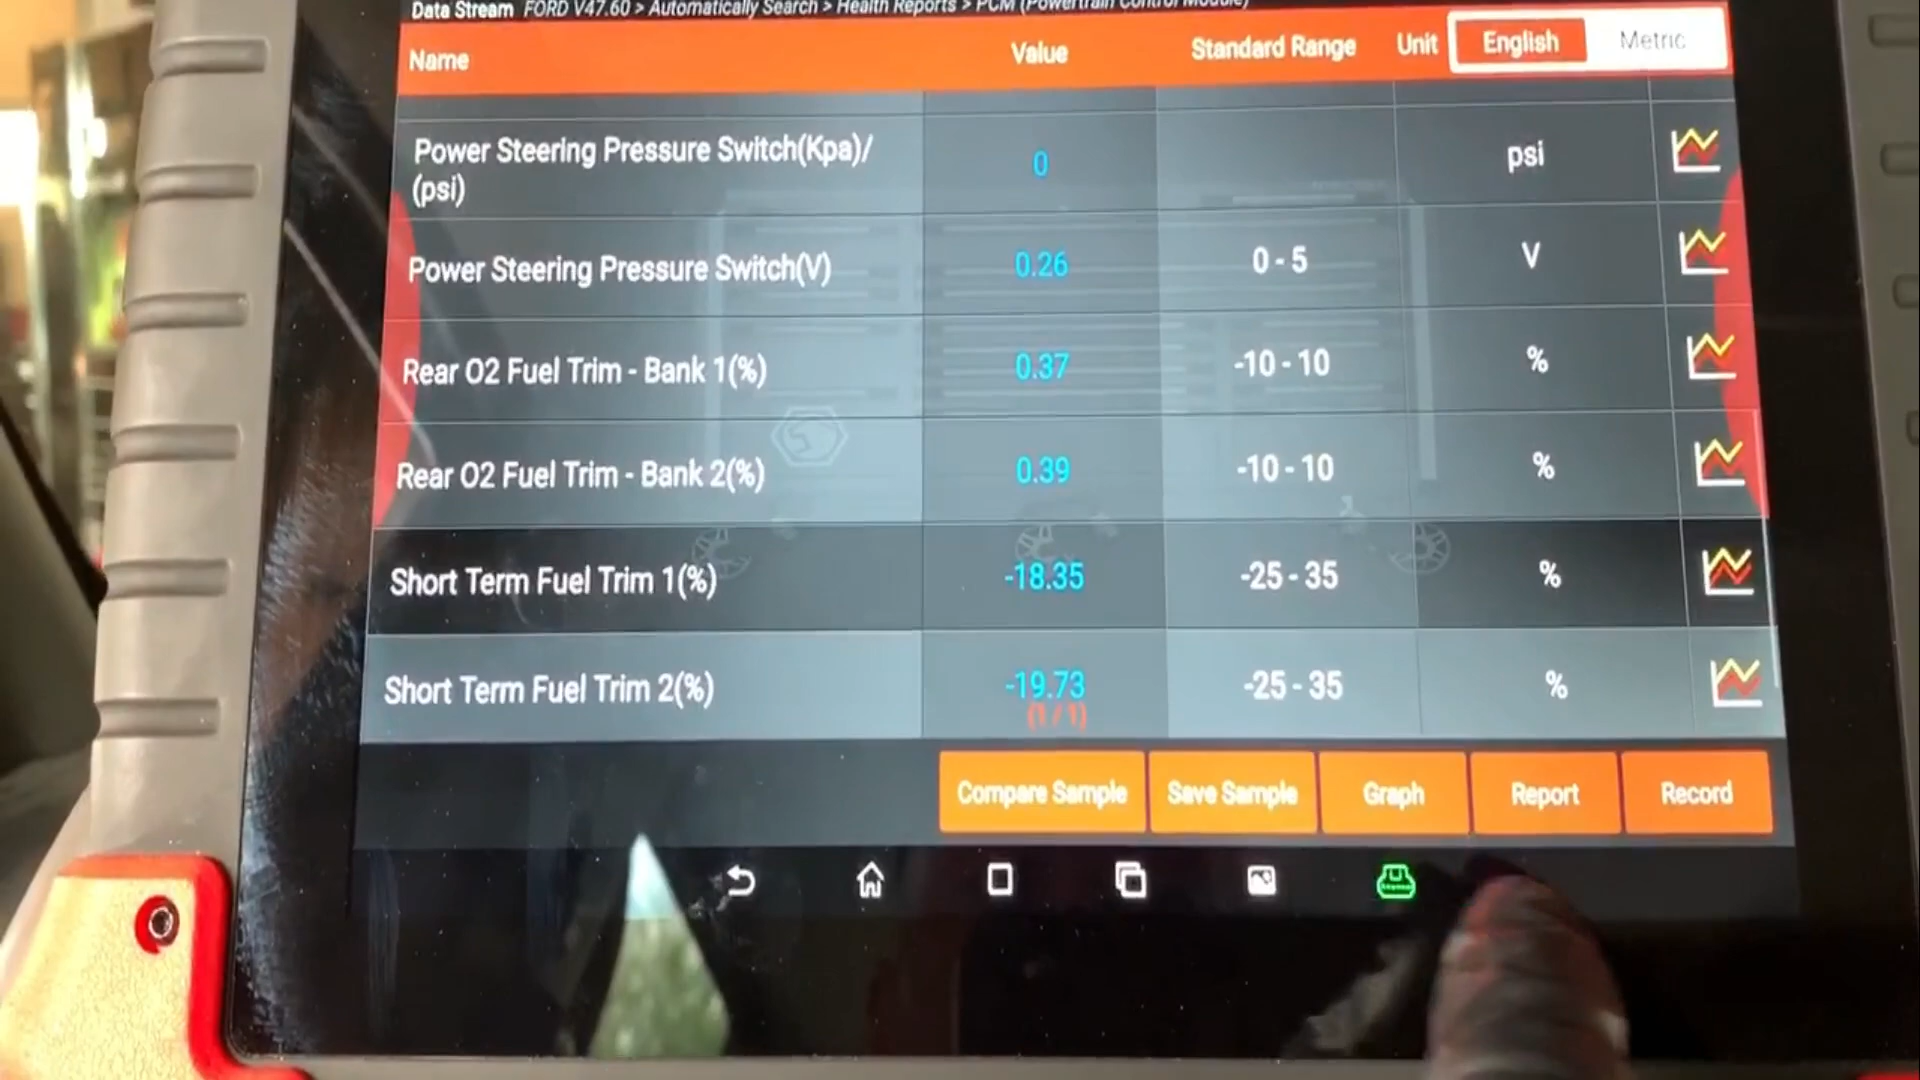 Data Stream FORD V47.60 > Automatically Search > Health Reports > PCM (Powertrain Control Module)
Name Value Standard Range Unit English Metric
Power Steering Pressure Switch(Kpa)/
(psi) 0 psi
Power Steering Pressure Switch(V) 0.26 0 - 5 V
Rear O2 Fuel Trim - Bank 1(%) 0.37 -10 - 10 %
Rear O2 Fuel Trim - Bank 2(%) 0.39 -10 - 10 %
Short Term Fuel Trim 1(%) -18.35 -25 - 35 %
Short Term Fuel Trim 2(%) -19.73 -25 - 35 %
(1 / 1)
Compare Sample Save Sample Graph Report Record